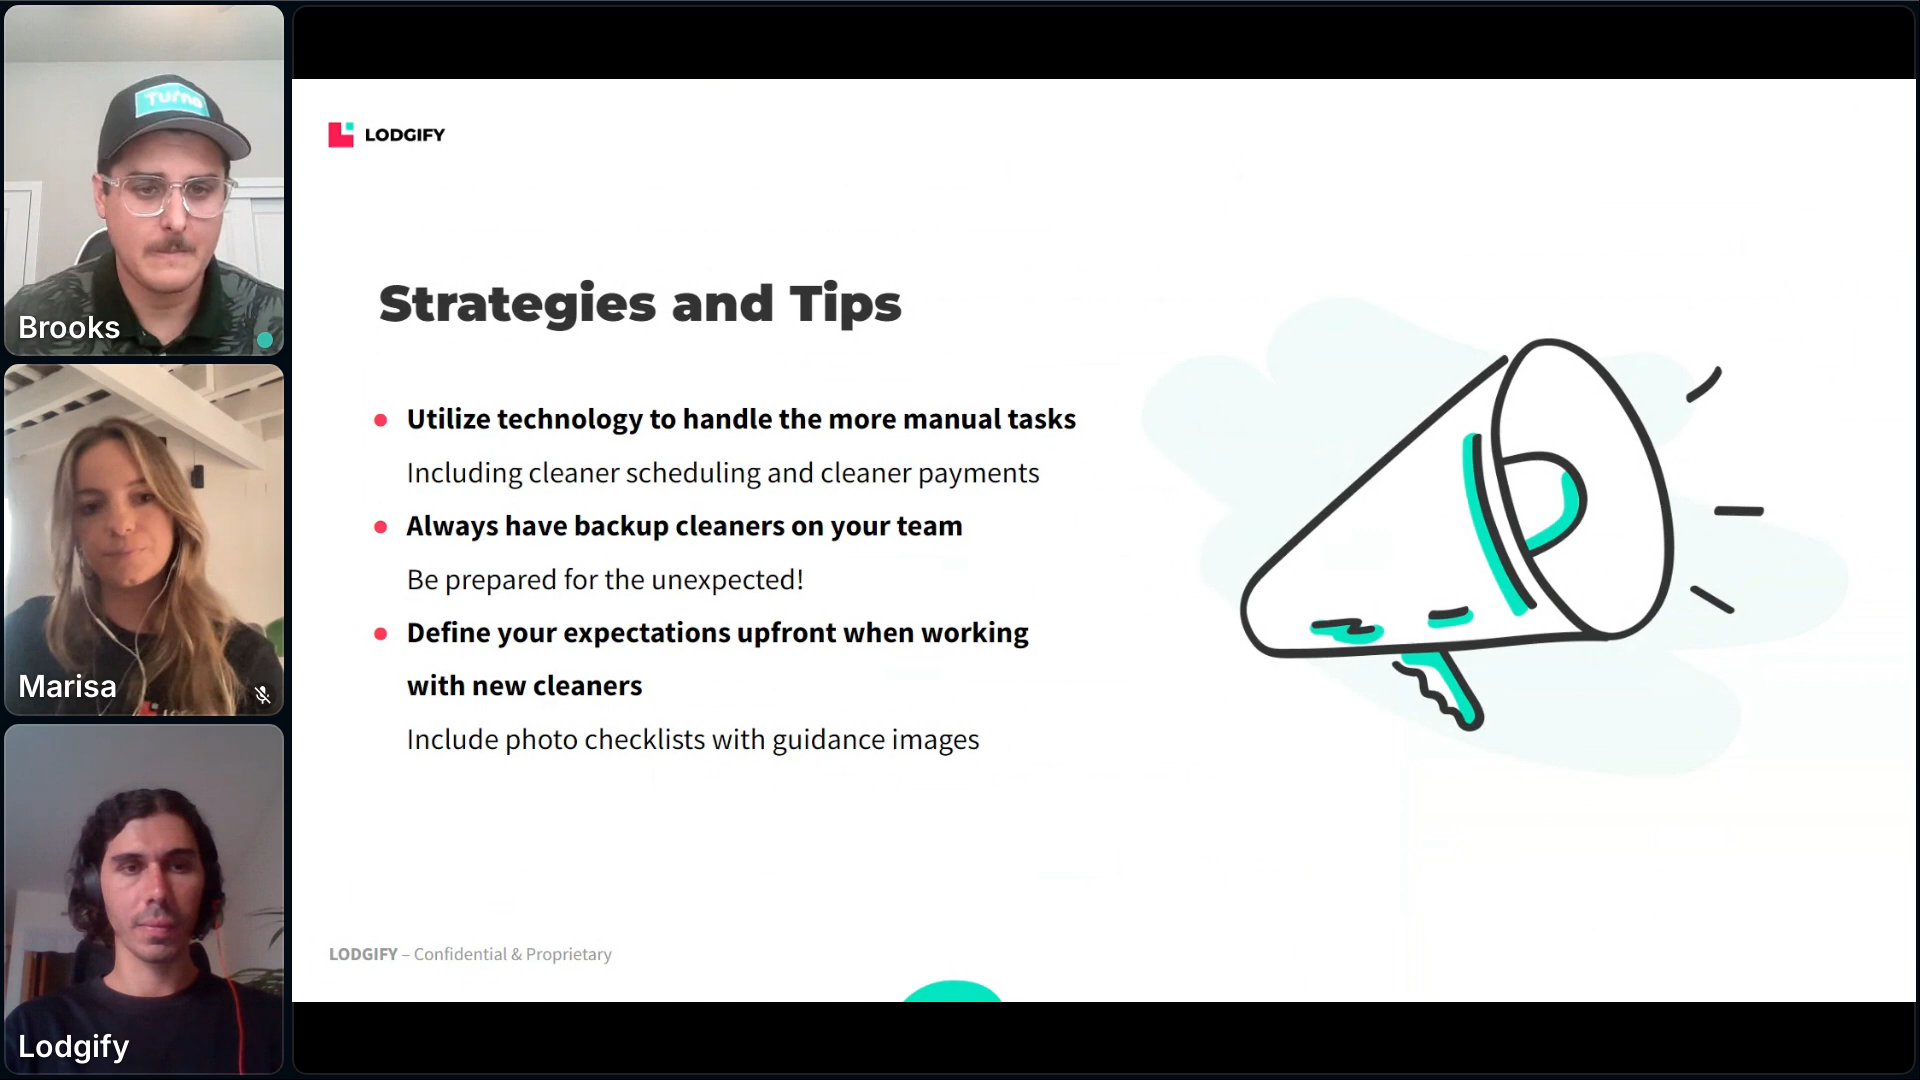 Turno
Brooks
Marisa
Lodgify
LODGIFY
Strategies and Tips
Utilize technology to handle the more manual tasks
Including cleaner scheduling and cleaner payments
Always have backup cleaners on your team
Be prepared for the unexpected!
Define your expectations upfront when working
with new cleaners
Include photo checklists with guidance images
LODGIFY – Confidential & Proprietary